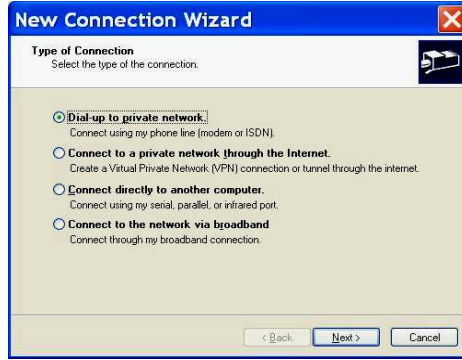 New Connection Wizard
Type of Connection
Select the type of the connection.
Dial-up to private network.
Connect using my phone line (modem or ISDN).
Connect to a private network through the Internet.
Create a Virtual Private Network (VPN) connection or tunnel through the internet.
Connect directly to another computer.
Connect using my serial, parallel, or infrared port.
Connect to the network via broadband
Connect through my broadband connection.
< Back Next > Cancel